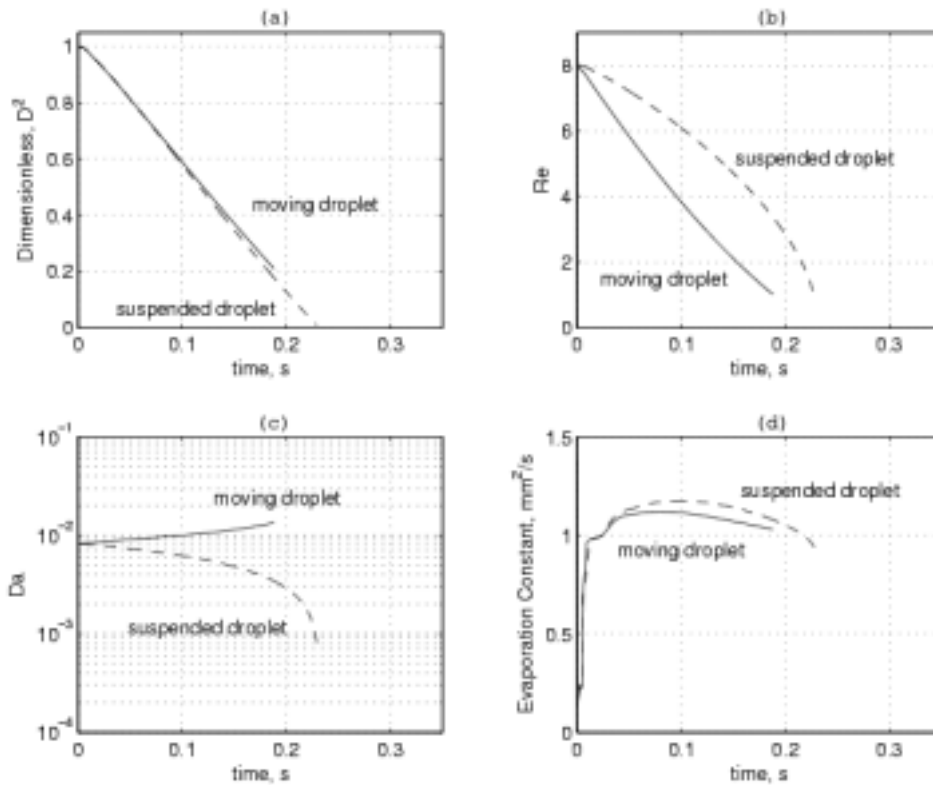 (a)
1
0.8
0.6
0.4
0.2
0
Dimensionless, D²
moving droplet
suspended droplet
0 0.1 0.2 0.3
time, s
(b)
8
6
4
2
0
Re
suspended droplet
moving droplet
0 0.1 0.2 0.3
time, s
(c)
10⁻¹
10⁻²
10⁻³
10⁻⁴
Da
moving droplet
suspended droplet
0 0.1 0.2 0.3
time, s
(d)
1.5
1
0.5
0
Evaporation Constant, mm²/s
suspended droplet
moving droplet
0 0.1 0.2 0.3
time, s